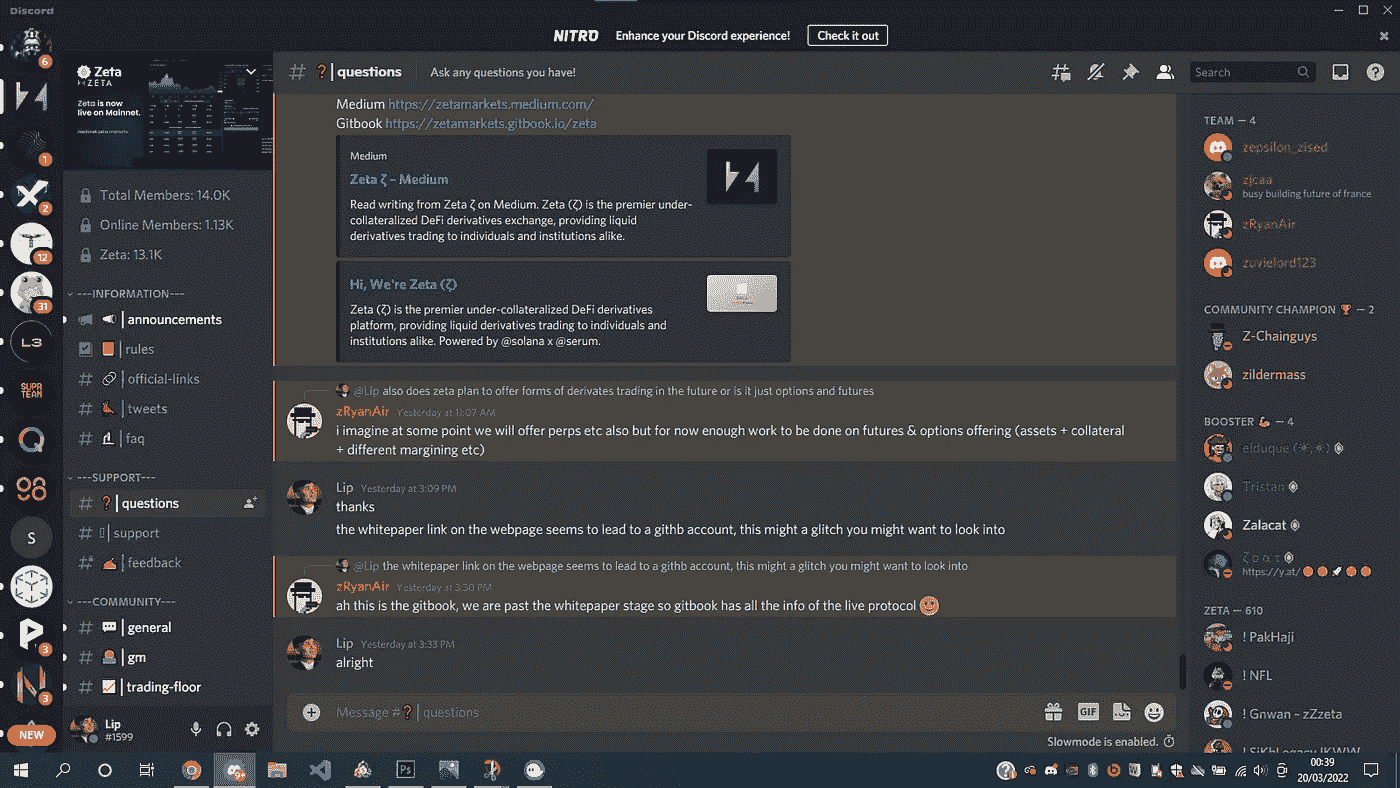 Discord
NITRO Enhance your Discord experience! Check it out
6
1
2
12
31
L3
SUPA
TEAM
S
3
3
NEW
Zeta
ZETA
Zeta is now
live on Mainnet.
Total Members: 14.0K
Online Members: 1.13K
Zeta: 13.1K
---INFORMATION---
announcements
rules
official-links
tweets
faq
---SUPPORT---
# ❓| questions
support
feedback
---COMMUNITY---
general
gm
trading-floor
Lip
#1599
# ❓| questions Ask any questions you have!
Search
Medium https://zetamarkets.medium.com/
Gitbook https://zetamarkets.gitbook.io/zeta
Medium
Zeta ζ – Medium
Read writing from Zeta ζ on Medium. Zeta (ζ) is the premier under-
collateralized DeFi derivatives exchange, providing liquid
derivatives trading to individuals and institutions alike.
Hi, We're Zeta (ζ)
Zeta (ζ) is the premier under-collateralized DeFi derivatives
platform, providing liquid derivatives trading to individuals and
institutions alike. Powered by @solana x @serum.
@Lip also does zeta plan to offer forms of derivates trading in the future or is it just options and futures
zRyanAir Yesterday at 11:07 AM
i imagine at some point we will offer perps etc also but for now enough work to be done on futures & options offering (assets + collateral
+ different margining etc)
Lip Yesterday at 3:09 PM
thanks
the whitepaper link on the webpage seems to lead to a githb account, this might a glitch you might want to look into
@Lip the whitepaper link on the webpage seems to lead to a githb account, this might a glitch you might want to look into
zRyanAir Yesterday at 3:30 PM
ah this is the gitbook, we are past the whitepaper stage so gitbook has all the info of the live protocol
Lip Yesterday at 3:33 PM
alright
Message #❓| questions
GIF
Slowmode is enabled.
TEAM — 4
zepsilon_zised
zjcaa
busy building future of france
zRyanAir
zuvielord123
COMMUNITY CHAMPION 🏆 — 2
Z-Chainguys
zildermass
BOOSTER 💪 — 4
Tristan
Zalacat
https://y.at/
ZETA — 610
! PakHaji
! NFL
! Gnwan ~ zZzeta
Ps
00:39
20/03/2022